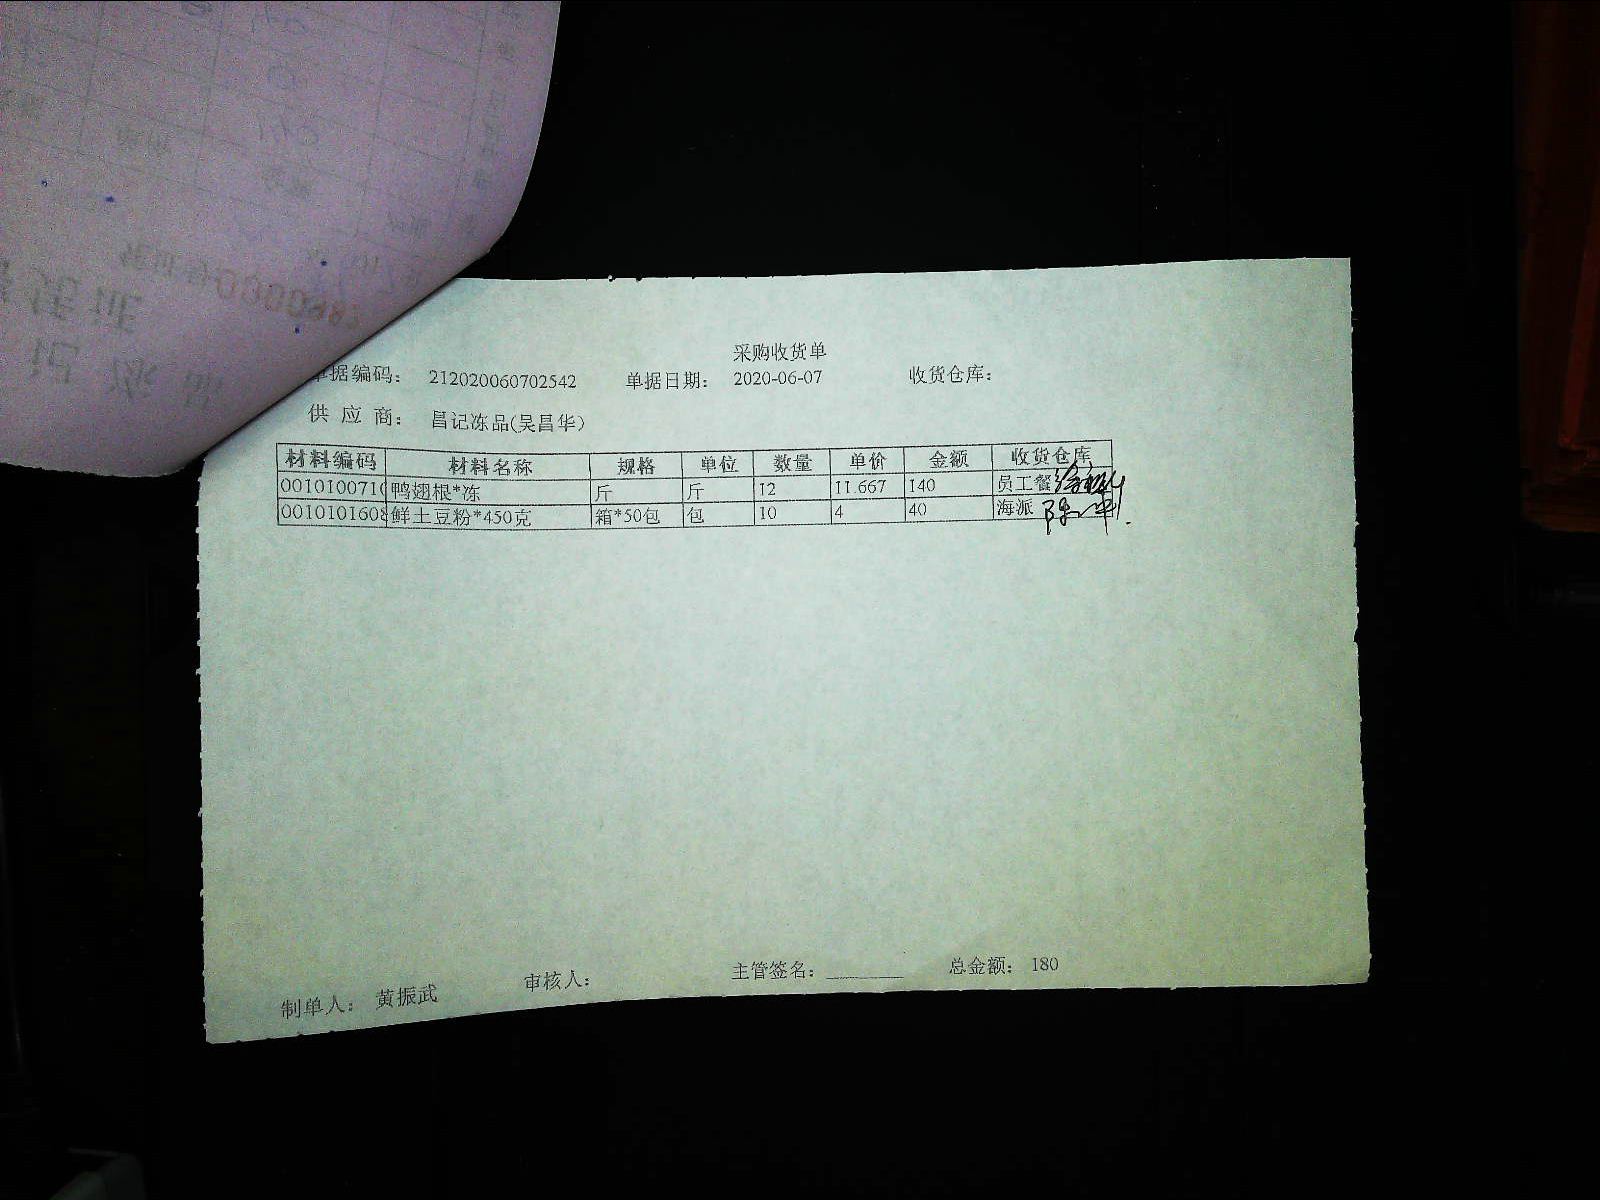 采购收货单
单据编码： 212020060702542 单据日期： 2020-06-07 收货仓库：
供 应 商： 昌记冻品(吴昌华)
材料编码 材料名称 规格 单位 数量 单价 金额 收货仓库
0010100710 鸭翅根*冻 斤 斤 12 11.667 140 员工餐
0010101608 鲜土豆粉*450克 箱*50包 包 10 4 40 海派
制单人： 黄振武 审核人： 主管签名： 总金额： 180